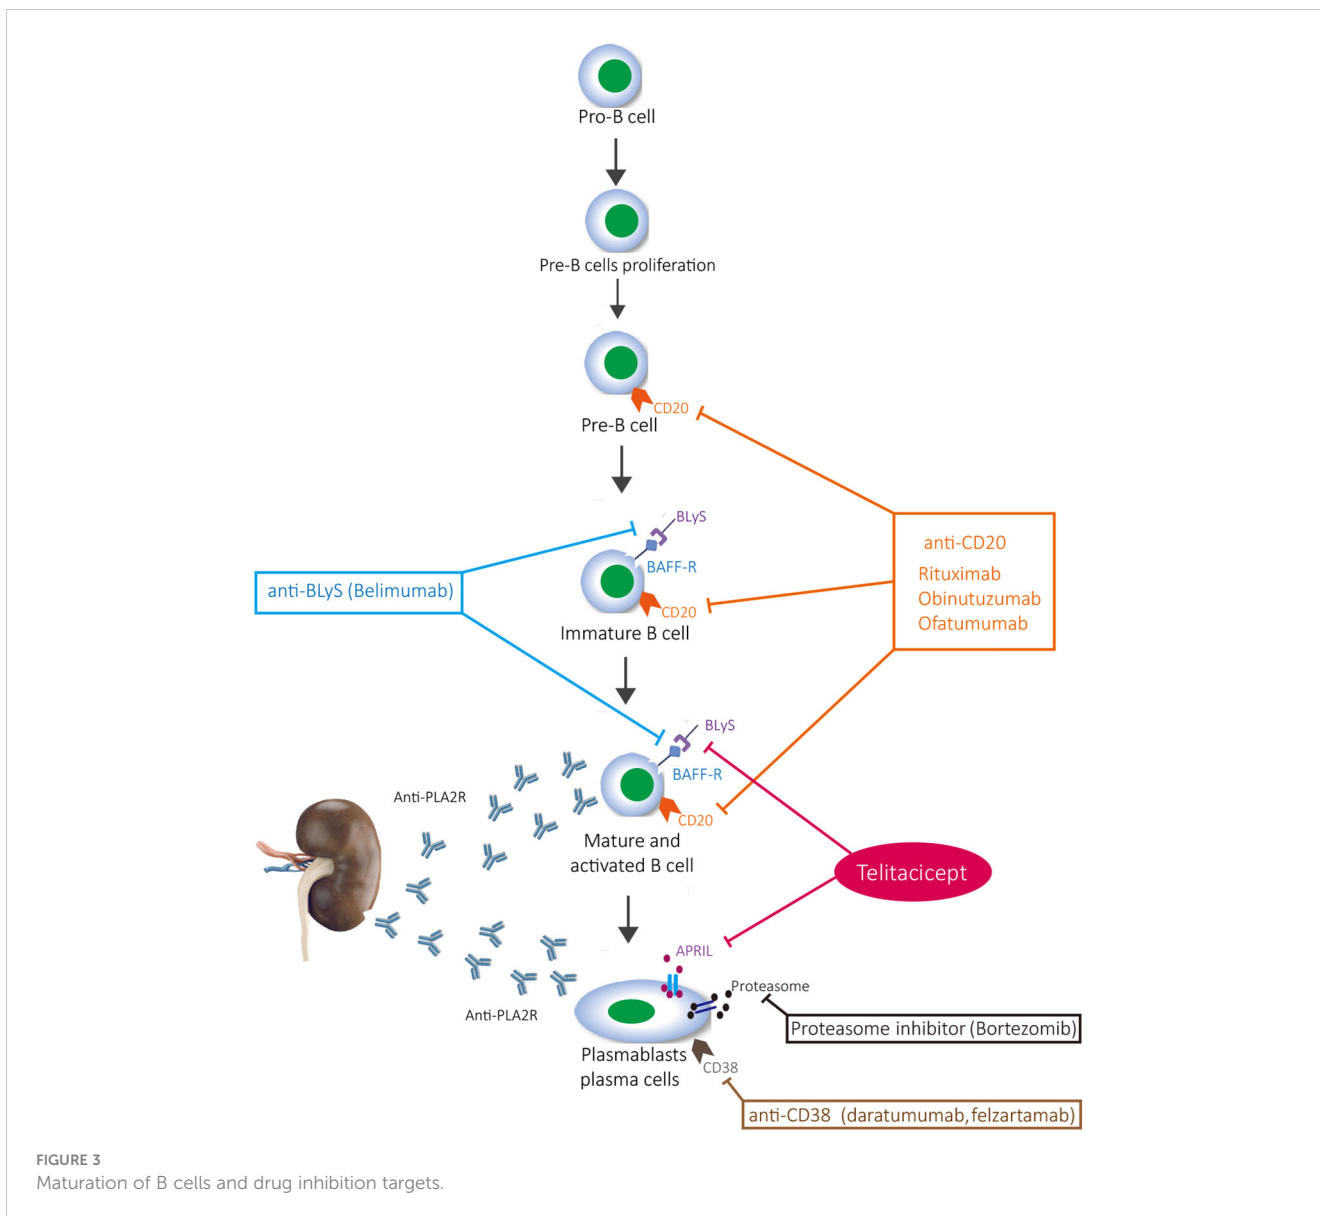 Pro-B cell
Pre-B cells proliferation
CD20
Pre-B cell
BLyS
BAFF-R
CD20
Immature B cell
anti-BLyS (Belimumab)
anti-CD20
Rituximab
Obinutuzumab
Ofatumumab
BLyS
BAFF-R
CD20
Mature and
activated B cell
Anti-PLA2R
Telitacicept
APRIL
Proteasome
Proteasome inhibitor (Bortezomib)
Anti-PLA2R
Plasmablasts
plasma cells
CD38
anti-CD38 (daratumumab, felzartamab)
FIGURE 3
Maturation of B cells and drug inhibition targets.